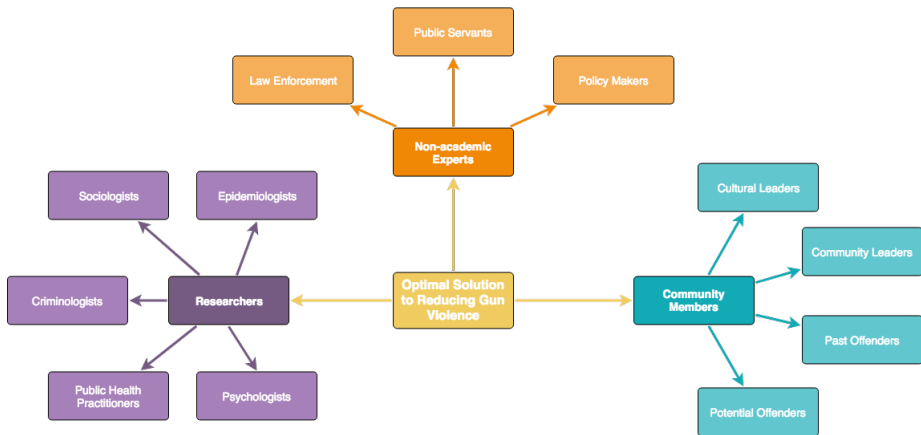 Public Servants
Law Enforcement
Policy Makers
Non-academic
Experts
Sociologists
Epidemiologists
Cultural Leaders
Community Leaders
Criminologists
Researchers
Optimal Solution
to Reducing Gun
Violence
Community
Members
Past Offenders
Public Health
Practitioners
Psychologists
Potential Offenders